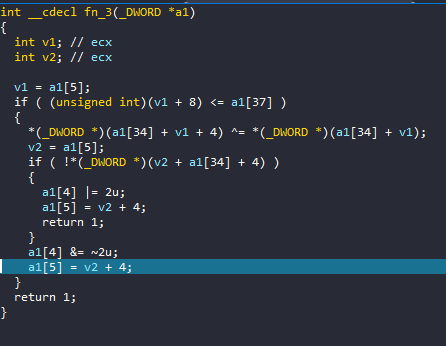 int __cdecl fn_3(_DWORD *a1)
{
  int v1; // ecx
  int v2; // ecx

  v1 = a1[5];
  if ( (unsigned int)(v1 + 8) <= a1[37] )
  {
    *(_DWORD *)(a1[34] + v1 + 4) ^= *(_DWORD *)(a1[34] + v1);
    v2 = a1[5];
    if ( !*(_DWORD *)(v2 + a1[34] + 4) )
    {
      a1[4] |= 2u;
      a1[5] = v2 + 4;
      return 1;
    }
    a1[4] &= ~2u;
    a1[5] = v2 + 4;
  }
  return 1;
}